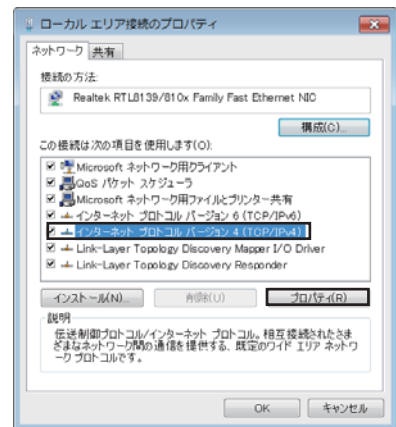 ローカル エリア接続のプロパティ
ネットワーク 共有
接続の方法:
Realtek RTL8139/810x Family Fast Ethernet NIC
構成(C)...
この接続は次の項目を使用します(O):
Microsoft ネットワーク用クライアント
QoS パケット スケジューラ
Microsoft ネットワーク用ファイルとプリンター共有
インターネット プロトコル バージョン 6 (TCP/IPv6)
インターネット プロトコル バージョン 4 (TCP/IPv4)
Link-Layer Topology Discovery Mapper I/O Driver
Link-Layer Topology Discovery Responder
インストール(N)... 削除(U) プロパティ(R)
説明
伝送制御プロトコル/インターネット プロトコル。相互接続されたさま
ざまなネットワーク間の通信を提供する、既定のワイド エリア ネットワ
ーク プロトコルです。
OK キャンセル